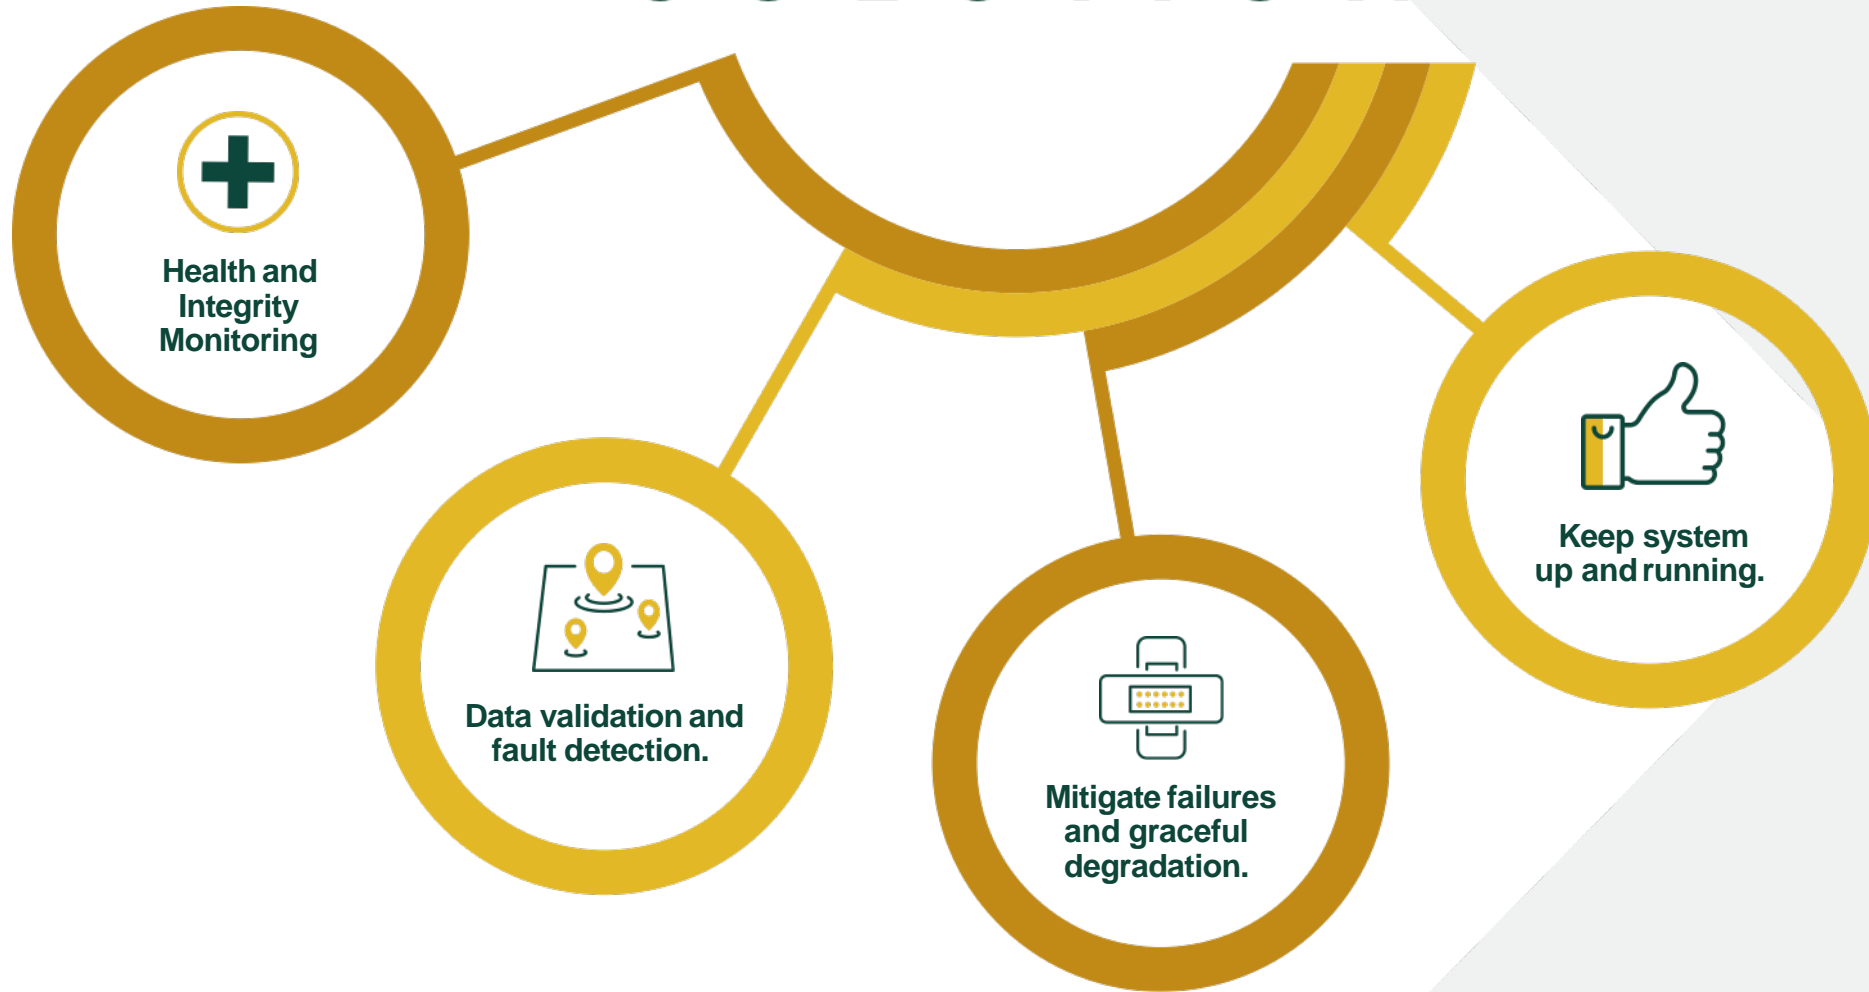 Health and
Integrity
Monitoring
Data validation and
fault detection.
Mitigate failures
and graceful
degradation.
Keep system
up and running.